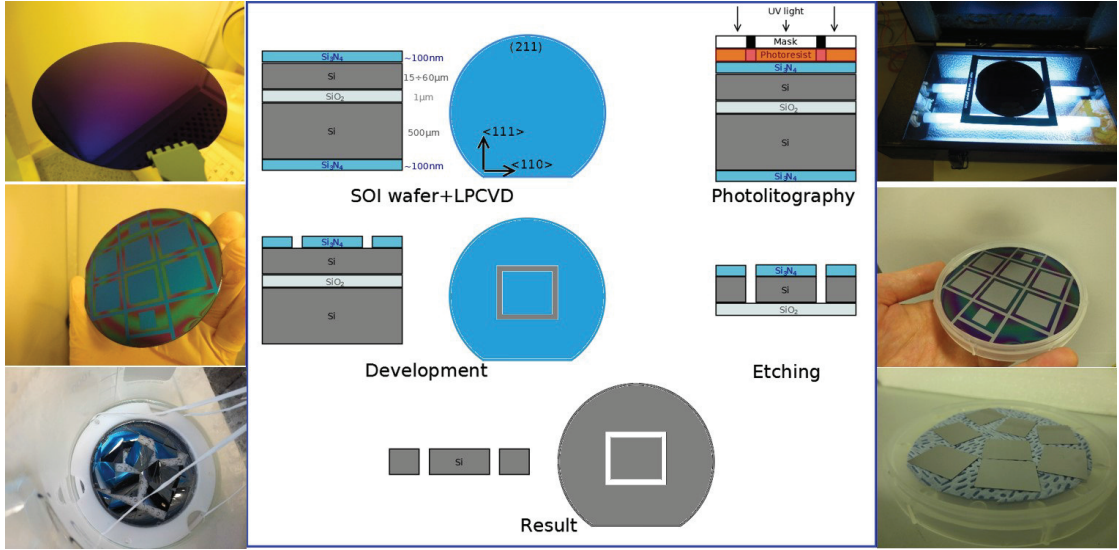 Si₃N₄
~100nm
Si
15÷60μm
SiO₂
1μm
Si
500μm
Si₃N₄
~100nm
(211)
<111>
<110>
SOI wafer+LPCVD
UV light
Mask
Photoresist
Si₃N₄
Si
SiO₂
Si
Si₃N₄
Photolitography
Si₃N₄
Si
SiO₂
Si
Development
Si₃N₄
Si
SiO₂
Etching
Si
Result